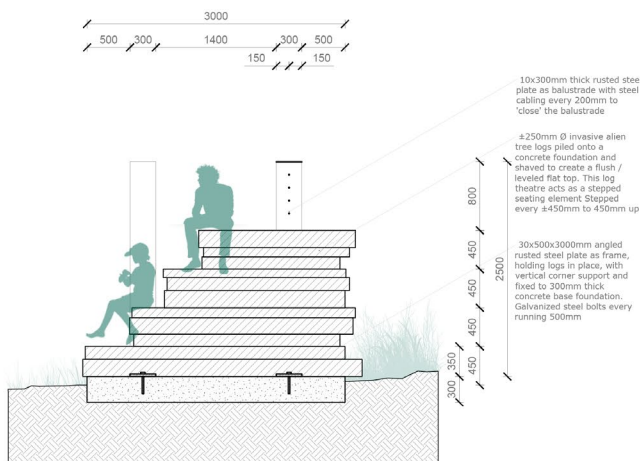 3000
500 300 1400 300 500
150 150
10x300mm thick rusted stee
plate as balustrade with steel
cabling every 200mm to
'close' the balustrade
±250mm Ø invasive alien
tree logs piled onto a
concrete foundation and
shaved to create a flush /
leveled flat top. This log
theatre acts as a stepped
seating element Stepped
every ±450mm to 450mm up
30x500x3000mm angled
rusted steel plate as frame,
holding logs in place, with
vertical corner support and
fixed to 300mm thick
concrete base foundation.
Galvanized steel bolts every
running 500mm
800
450
450
450
450
2500
350
300